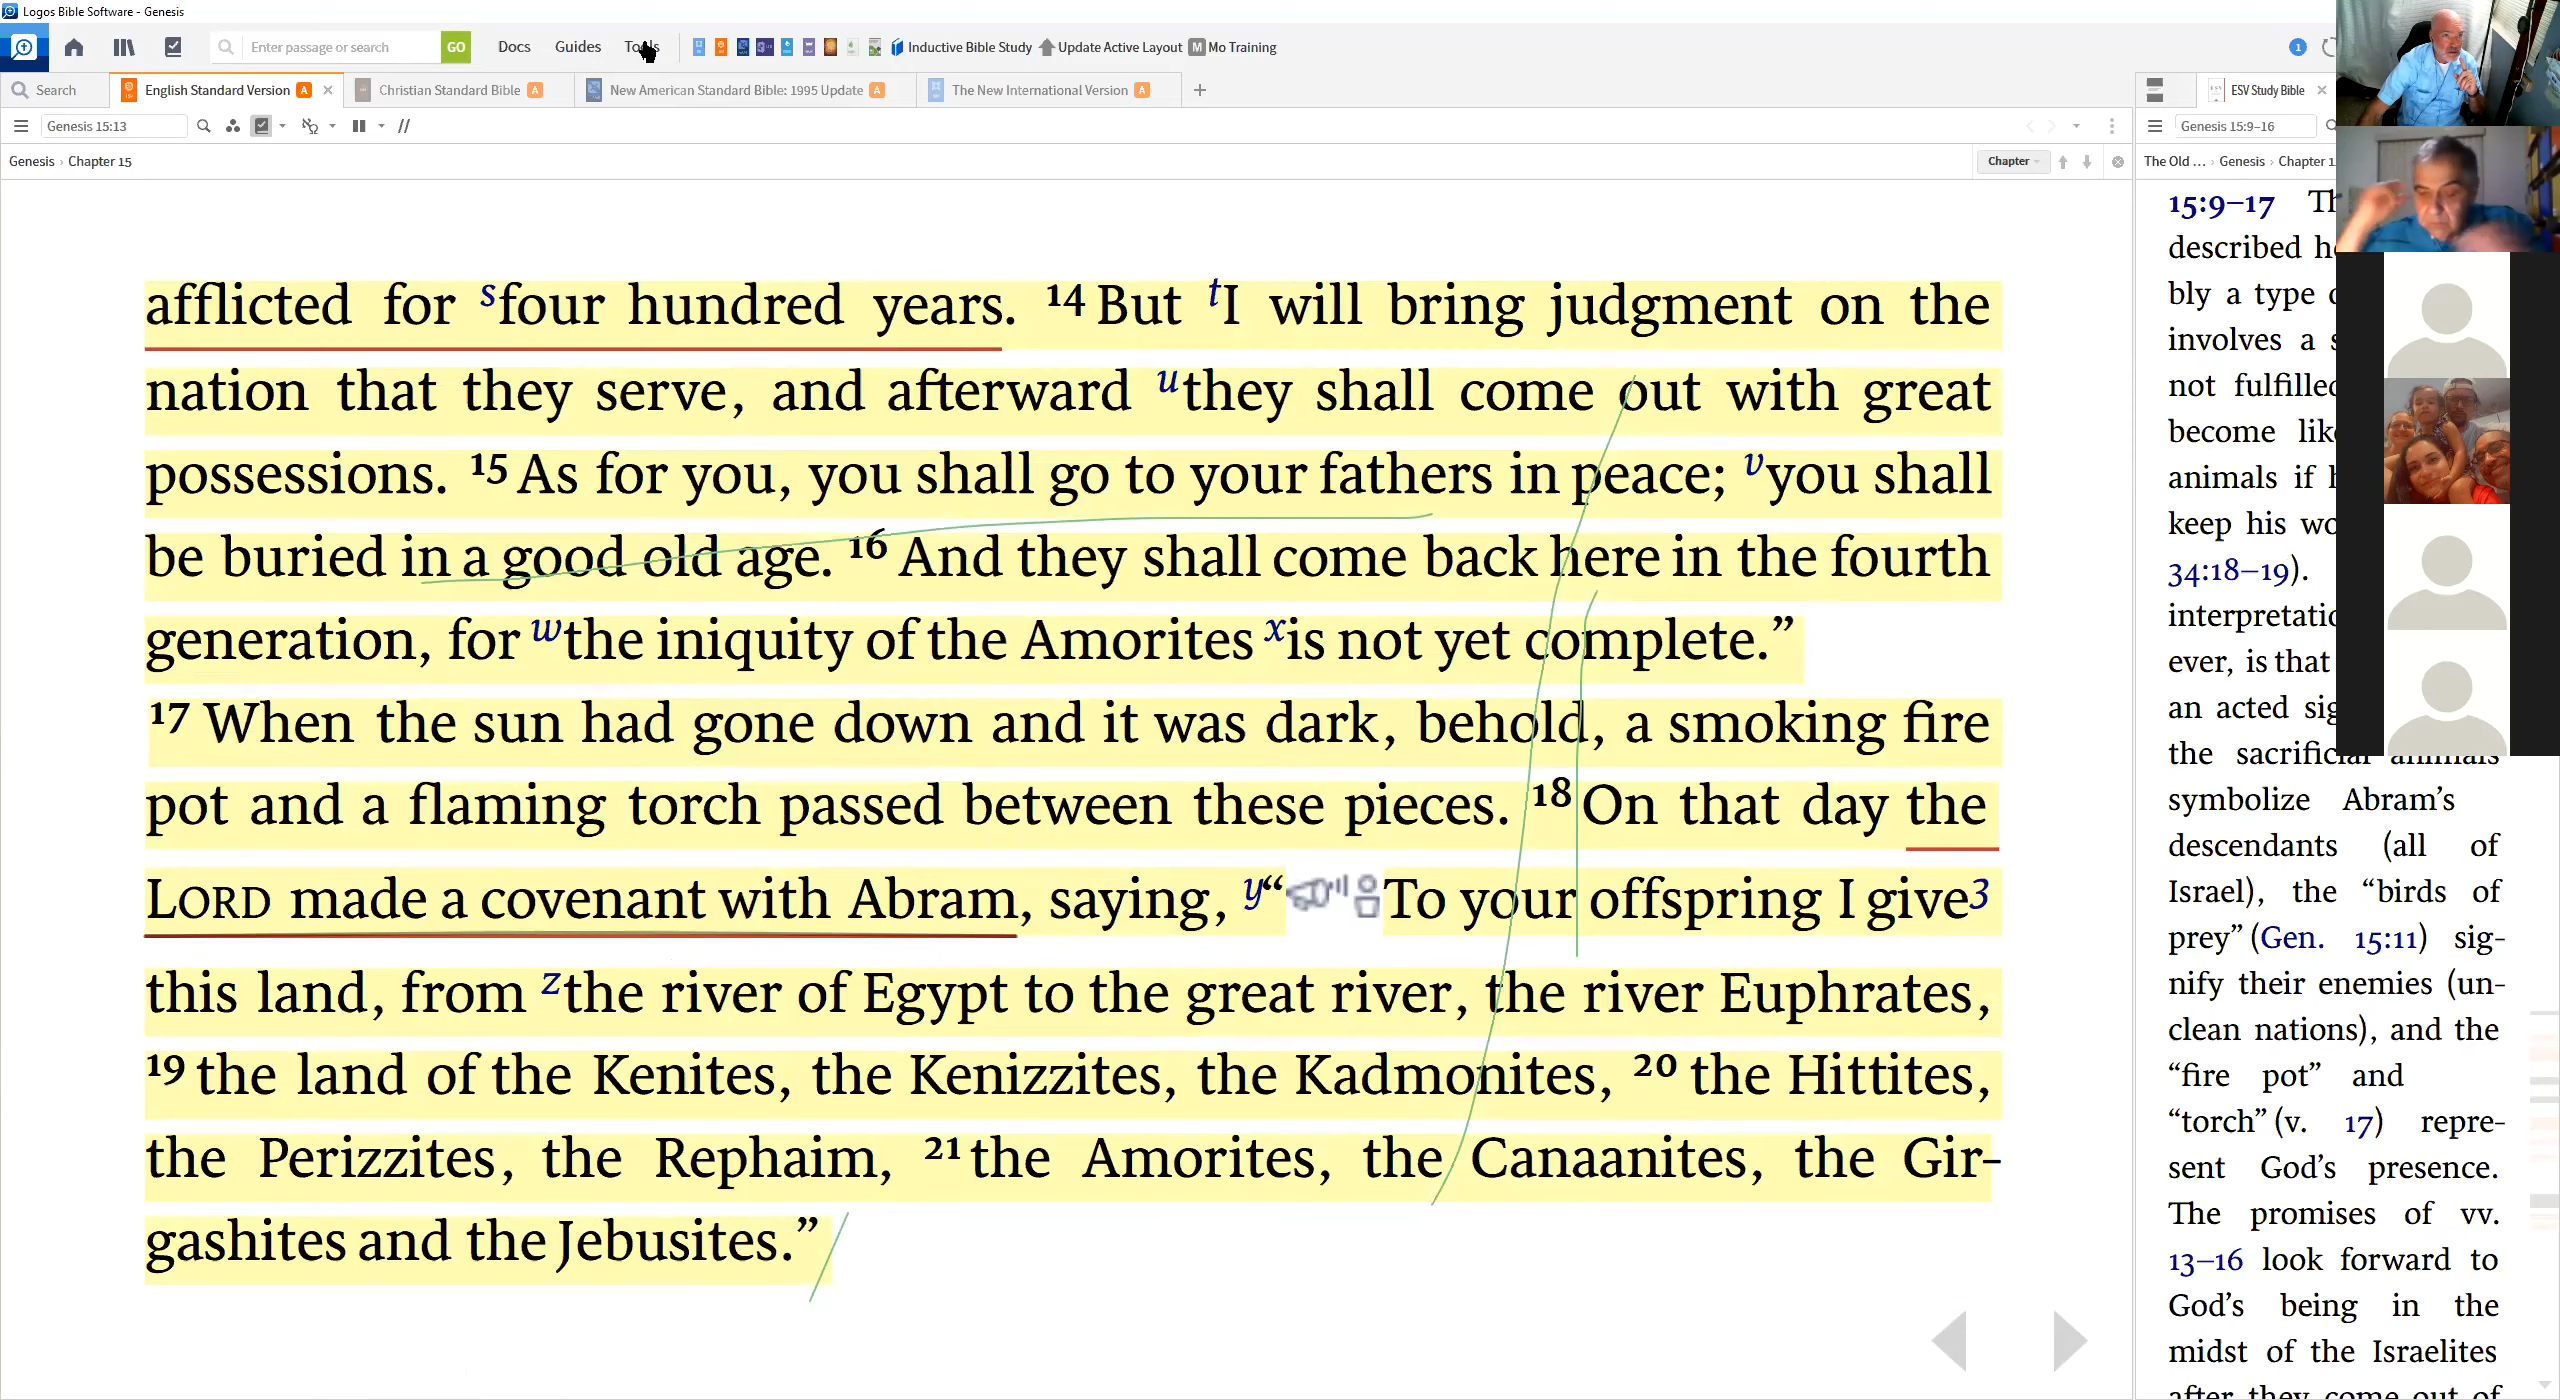 Logos Bible Software - Genesis
Enter passage or search
GO
Docs
Guides
Tools
Inductive Bible Study
Update Active Layout
M Mo Training
1
Search
English Standard Version A
Christian Standard Bible A
New American Standard Bible: 1995 Update A
The New International Version A
ESV Study Bible
Genesis 15:13
Genesis 15:9–16
Genesis › Chapter 15
Chapter
The Old ... › Genesis › Chapter 1
afflicted for sfour hundred years. 14 But tI will bring judgment on the
nation that they serve, and afterward uthey shall come out with great
possessions. 15 As for you, you shall go to your fathers in peace; vyou shall
be buried in a good old age. 16 And they shall come back here in the fourth
generation, for wthe iniquity of the Amorites xis not yet complete.”
17 When the sun had gone down and it was dark, behold, a smoking fire
pot and a flaming torch passed between these pieces. 18 On that day the
LORD made a covenant with Abram, saying, y“To your offspring I give3
this land, from zthe river of Egypt to the great river, the river Euphrates,
19 the land of the Kenites, the Kenizzites, the Kadmonites, 20 the Hittites,
the Perizzites, the Rephaim, 21 the Amorites, the Canaanites, the Gir-
gashites and the Jebusites.”
15:9–17
described
bly a type
involves a
not fulfilled
become
animals if
keep his
34:18–19).
ever, is that
an acted
the sacrificial animals
symbolize Abram’s
descendants (all of
Israel), the “birds of
prey” (Gen. 15:11) sig-
nify their enemies (un-
clean nations), and the
“fire pot” and
“torch” (v. 17) repre-
sent God’s presence.
The promises of vv.
13–16 look forward to
God’s being in the
midst of the Israelites
after they come out of